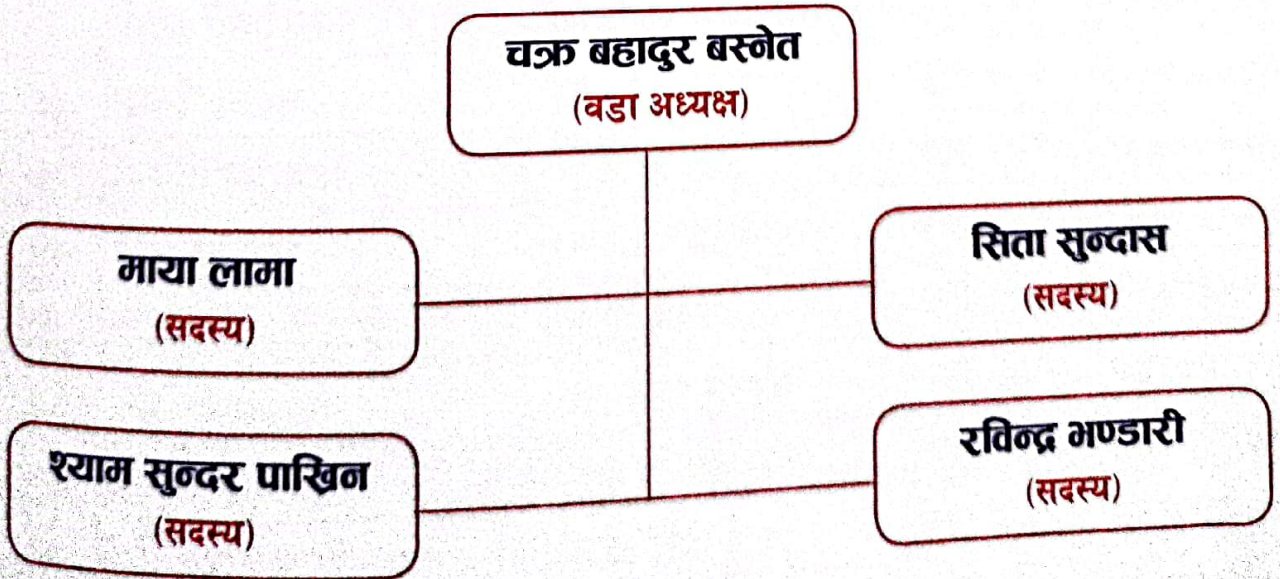 चक्र बहादुर बस्नेत
(वडा अध्यक्ष)
माया लामा
(सदस्य)
सिता सुन्दास
(सदस्य)
श्याम सुन्दर पाख्रिन
(सदस्य)
रविन्द्र भण्डारी
(सदस्य)